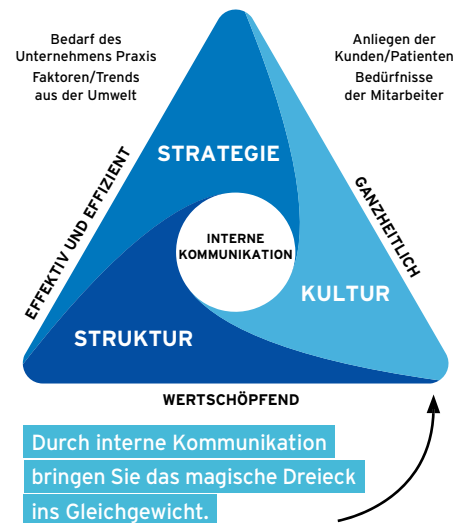 Bedarf des
Unternehmens Praxis
Faktoren/Trends
aus der Umwelt
Anliegen der
Kunden/Patienten
Bedürfnisse
der Mitarbeiter
STRATEGIE
EFFEKTIV UND EFFIZIENT
GANZHEITLICH
INTERNE
KOMMUNIKATION
KULTUR
STRUKTUR
WERTSCHÖPFEND
Durch interne Kommunikation
bringen Sie das magische Dreieck
ins Gleichgewicht.